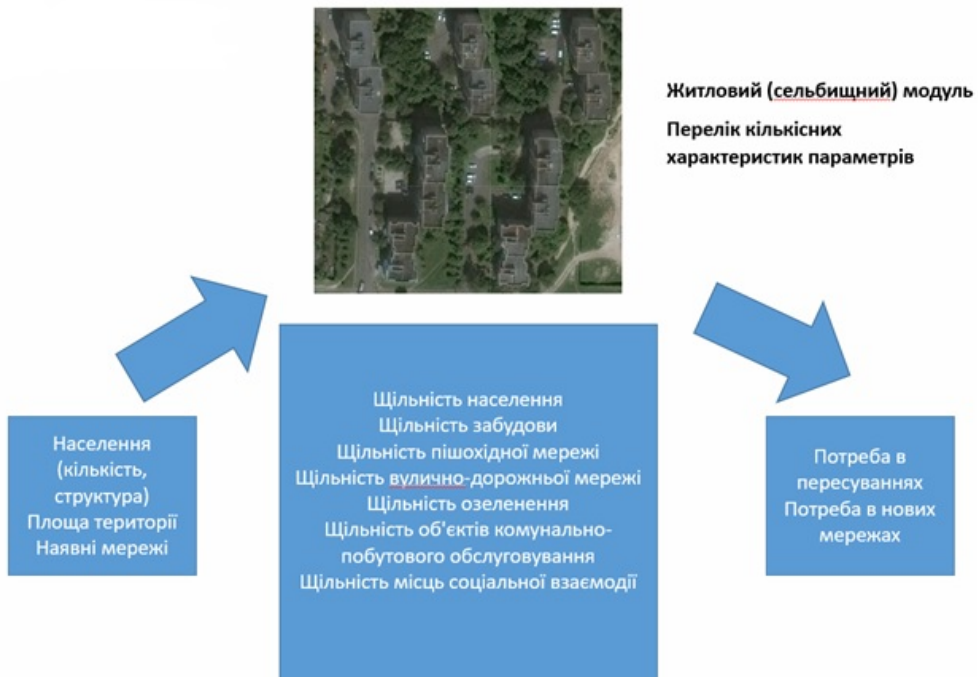 Житловий (сельбищний) модуль
Перелік кількісних
характеристик параметрів
Населення
(кількість,
структура)
Площа території
Наявні мережі
Щільність населення
Щільність забудови
Щільність пішохідної мережі
Щільність вулично-дорожньої мережі
Щільність озеленення
Щільність об'єктів комунально-
побутового обслуговування
Щільність місць соціальної взаємодії
Потреба в
пересуваннях
Потреба в нових
мережах